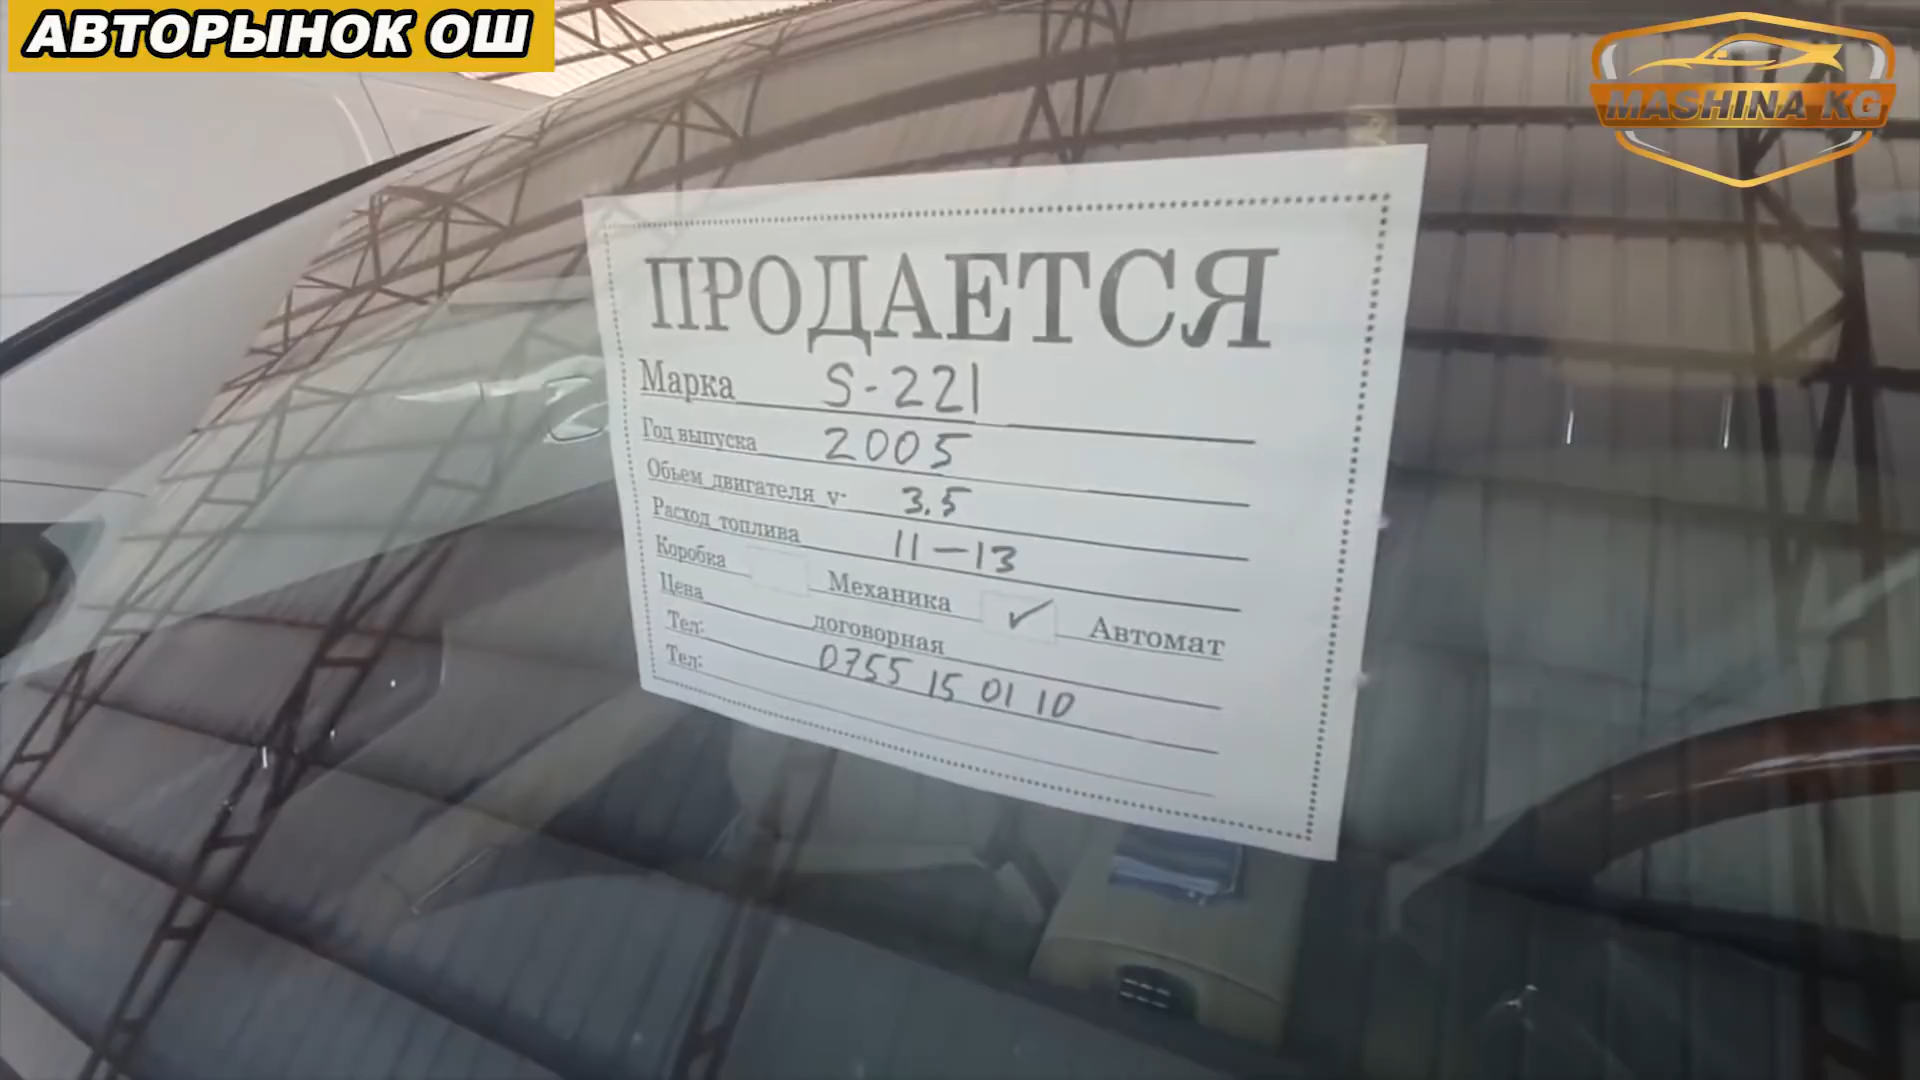 АВТОРЫНОК ОШ
MASHINA KG
ПРОДАЕТСЯ
Марка S-221
Год выпуска 2005
Обьем двигателя v- 3.5
Расход топлива 11-13
Коробка Механика ✓ Автомат
Цена договорная
Тел: 0755 15 01 10
Тел: